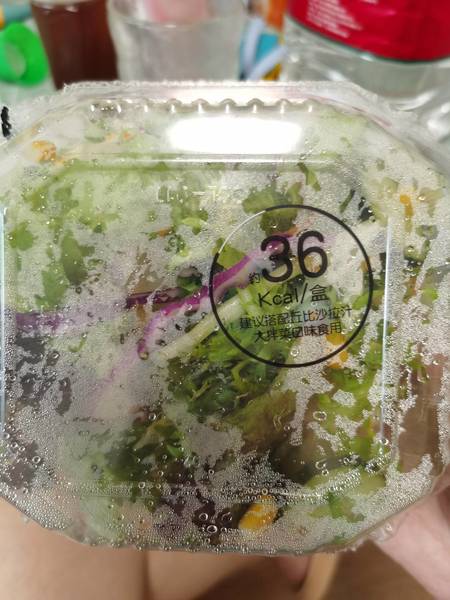 约36
Kcal/盒
建议搭配丘比沙拉汁
大拌菜口味食用